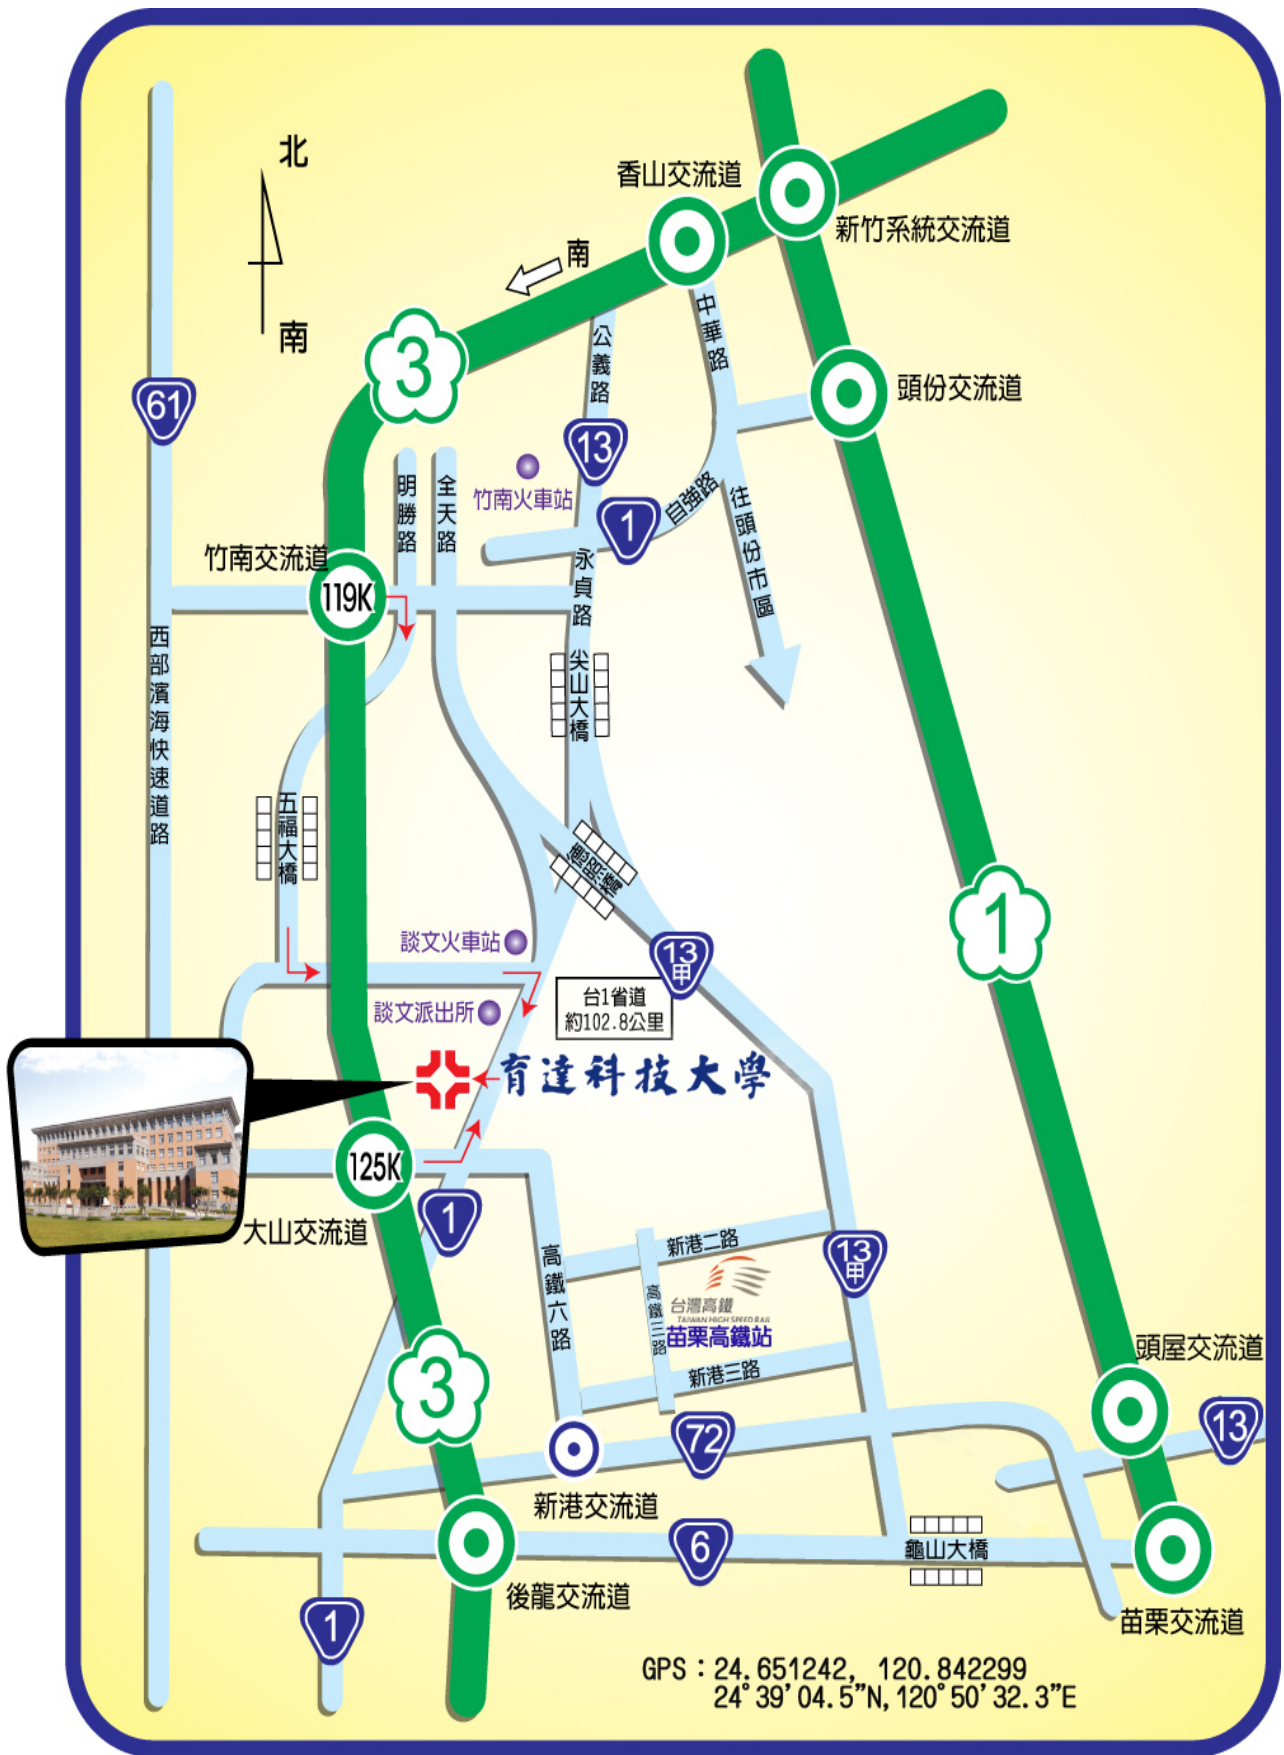 北
南
香山交流道
新竹系統交流道
南
中華路
公義路
3
頭份交流道
61
13
明勝路
全天路
竹南火車站
1
自強路
往頭份市區
竹南交流道
永貞路
119K
西部濱海快速道路
尖山大橋
五福大橋
德照橋
1
談文火車站
13甲
台1省道
約102.8公里
談文派出所
育達科技大學
125K
大山交流道
1
高鐵六路
新港二路
13甲
高鐵三路
台灣高鐵
TAIWAN HIGH SPEED RAIL
苗栗高鐵站
新港三路
3
頭屋交流道
13
72
新港交流道
6
龜山大橋
後龍交流道
1
苗栗交流道
GPS：24.651242, 120.842299
24°39'04.5"N,120°50'32.3"E